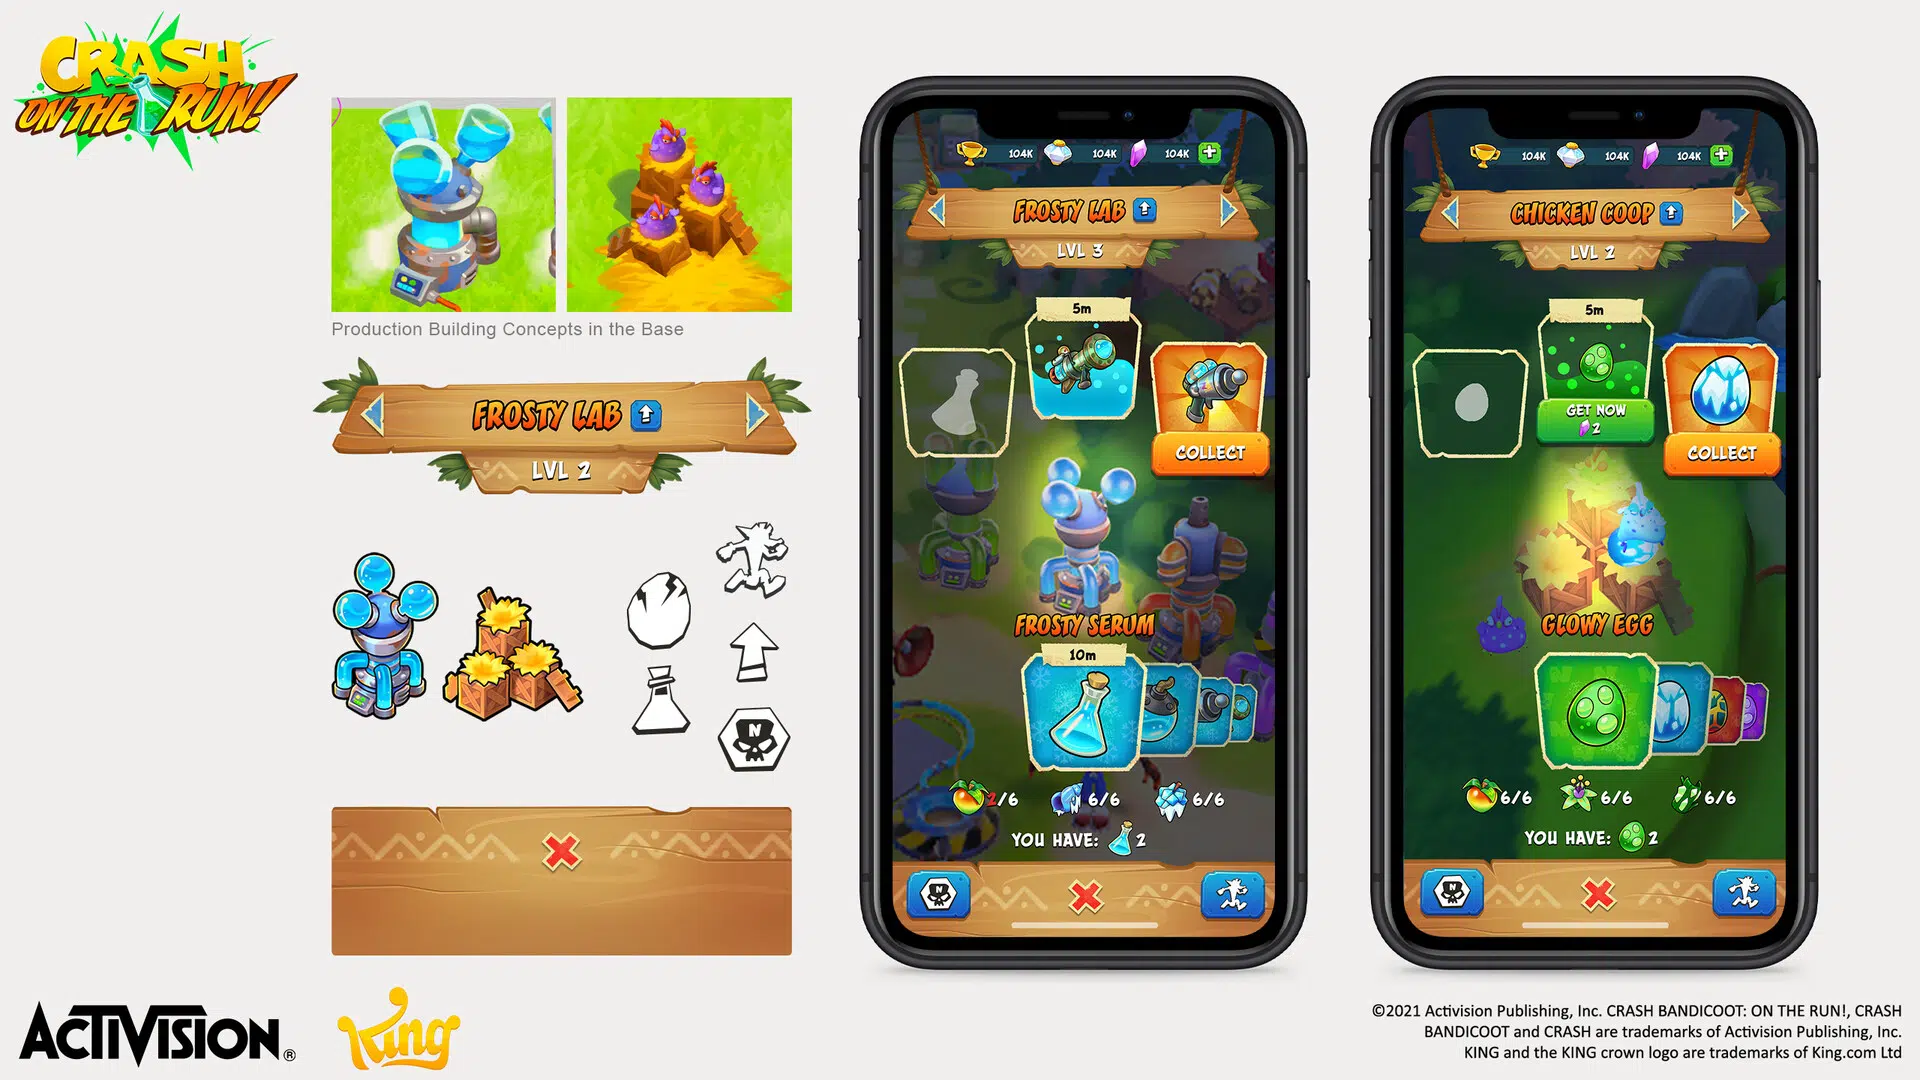 CRASH
ON THE RUN!
Production Building Concepts in the Base
FROSTY LAB
LVL 2
N
104K
104K
104K
FROSTY LAB
LVL 3
5m
COLLECT
FROSTY SERUM
10m
2/6
6/6
6/6
YOU HAVE: 2
N
104K
104K
104K
CHICKEN COOP
LVL 2
5m
GET NOW
2
COLLECT
GLOWY EGG
6/6
6/6
6/6
YOU HAVE: 2
N
ACTIVISION®
King
©2021 Activision Publishing, Inc. CRASH BANDICOOT: ON THE RUN!, CRASH
BANDICOOT and CRASH are trademarks of Activision Publishing, Inc.
KING and the KING crown logo are trademarks of King.com Ltd